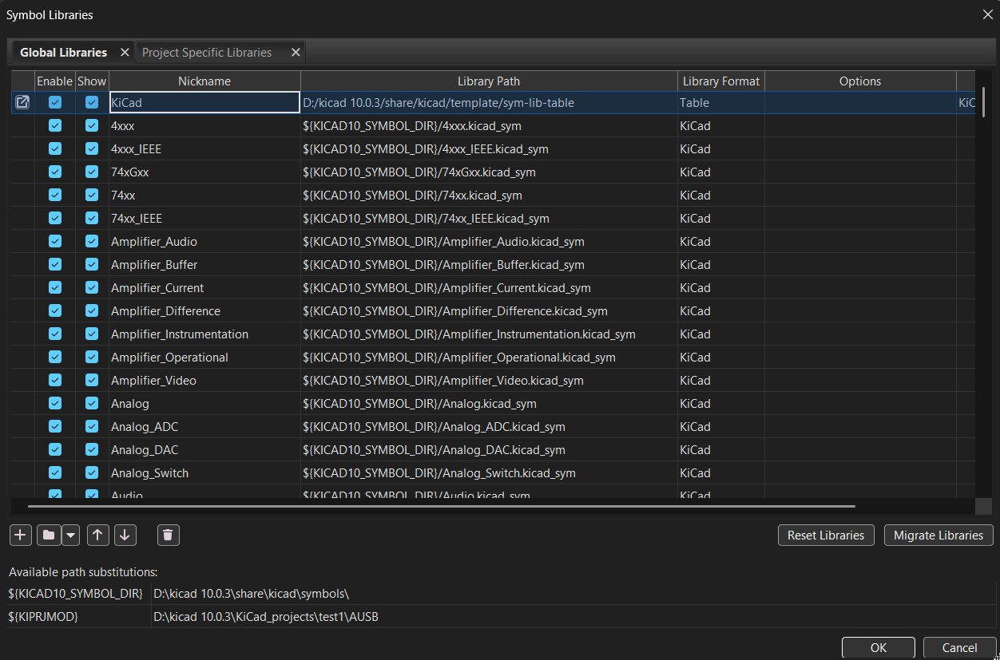 Symbol Libraries
Global Libraries Project Specific Libraries
Enable Show Nickname Library Path Library Format Options
KiCad D:/kicad 10.0.3/share/kicad/template/sym-lib-table Table KiC
4xxx ${KICAD10_SYMBOL_DIR}/4xxx.kicad_sym KiCad
4xxx_IEEE ${KICAD10_SYMBOL_DIR}/4xxx_IEEE.kicad_sym KiCad
74xGxx ${KICAD10_SYMBOL_DIR}/74xGxx.kicad_sym KiCad
74xx ${KICAD10_SYMBOL_DIR}/74xx.kicad_sym KiCad
74xx_IEEE ${KICAD10_SYMBOL_DIR}/74xx_IEEE.kicad_sym KiCad
Amplifier_Audio ${KICAD10_SYMBOL_DIR}/Amplifier_Audio.kicad_sym KiCad
Amplifier_Buffer ${KICAD10_SYMBOL_DIR}/Amplifier_Buffer.kicad_sym KiCad
Amplifier_Current ${KICAD10_SYMBOL_DIR}/Amplifier_Current.kicad_sym KiCad
Amplifier_Difference ${KICAD10_SYMBOL_DIR}/Amplifier_Difference.kicad_sym KiCad
Amplifier_Instrumentation ${KICAD10_SYMBOL_DIR}/Amplifier_Instrumentation.kicad_sym KiCad
Amplifier_Operational ${KICAD10_SYMBOL_DIR}/Amplifier_Operational.kicad_sym KiCad
Amplifier_Video ${KICAD10_SYMBOL_DIR}/Amplifier_Video.kicad_sym KiCad
Analog ${KICAD10_SYMBOL_DIR}/Analog.kicad_sym KiCad
Analog_ADC ${KICAD10_SYMBOL_DIR}/Analog_ADC.kicad_sym KiCad
Analog_DAC ${KICAD10_SYMBOL_DIR}/Analog_DAC.kicad_sym KiCad
Analog_Switch ${KICAD10_SYMBOL_DIR}/Analog_Switch.kicad_sym KiCad
Audio ${KICAD10_SYMBOL_DIR}/Audio.kicad_sym KiCad
Reset Libraries Migrate Libraries
Available path substitutions:
${KICAD10_SYMBOL_DIR} D:\kicad 10.0.3\share\kicad\symbols\
${KIPRJMOD} D:\kicad 10.0.3\KiCad_projects\test1\AUSB
OK Cancel